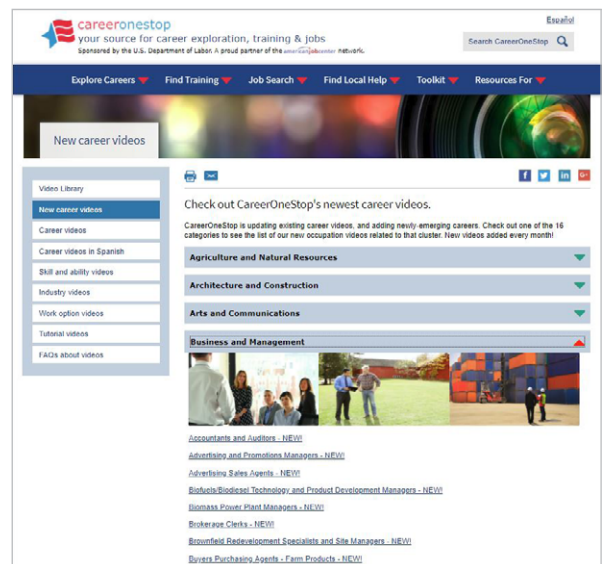 careeronestop
your source for career exploration, training & jobs
Sponsored by the U.S. Department of Labor. A proud partner of the americanjobcenter network.
Español
Search CareerOneStop
Explore Careers
Find Training
Job Search
Find Local Help
Toolkit
Resources For
New career videos
Video Library
New career videos
Career videos
Career videos in Spanish
Skill and ability videos
Industry videos
Work option videos
Tutorial videos
FAQs about videos
f
in
G+
Check out CareerOneStop's newest career videos.
CareerOneStop is updating existing career videos, and adding newly-emerging careers. Check out one of the 16
categories to see the list of our new occupation videos related to that cluster. New videos added every month!
Agriculture and Natural Resources
Architecture and Construction
Arts and Communications
Business and Management
Accountants and Auditors - NEW!
Advertising and Promotions Managers - NEW!
Advertising Sales Agents - NEW!
Biofuels/Biodiesel Technology and Product Development Managers - NEW!
Biomass Power Plant Managers - NEW!
Brokerage Clerks - NEW!
Brownfield Redevelopment Specialists and Site Managers - NEW!
Buyers Purchasing Agents - Farm Products - NEW!